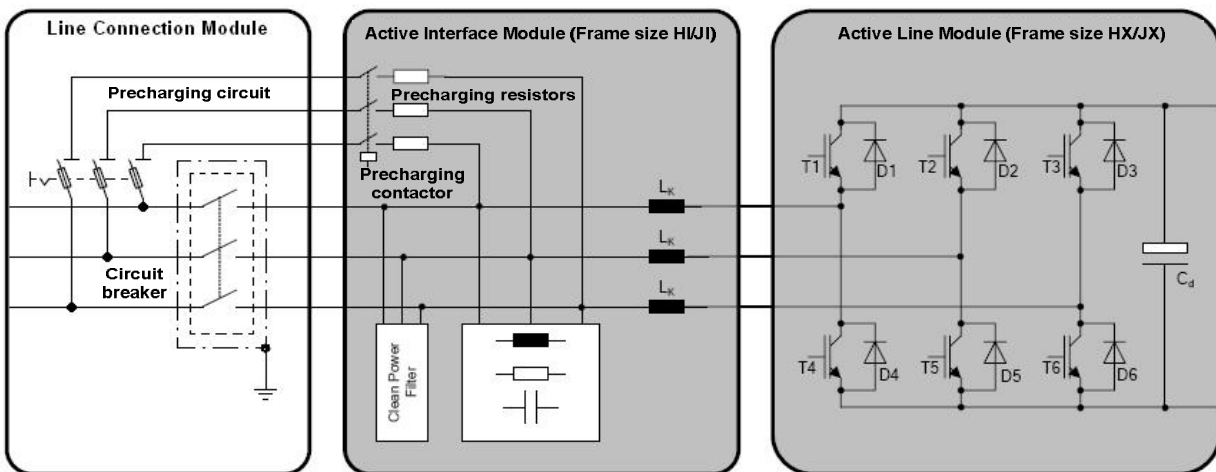 Line Connection Module
Active Interface Module (Frame size HI/JI)
Active Line Module (Frame size HX/JX)
Precharging circuit
Precharging resistors
Precharging
contactor
Circuit
breaker
Clean Power
Filter
L_K
L_K
L_K
T1
D1
T2
D2
T3
D3
T4
D4
T5
D5
T6
D6
C_d